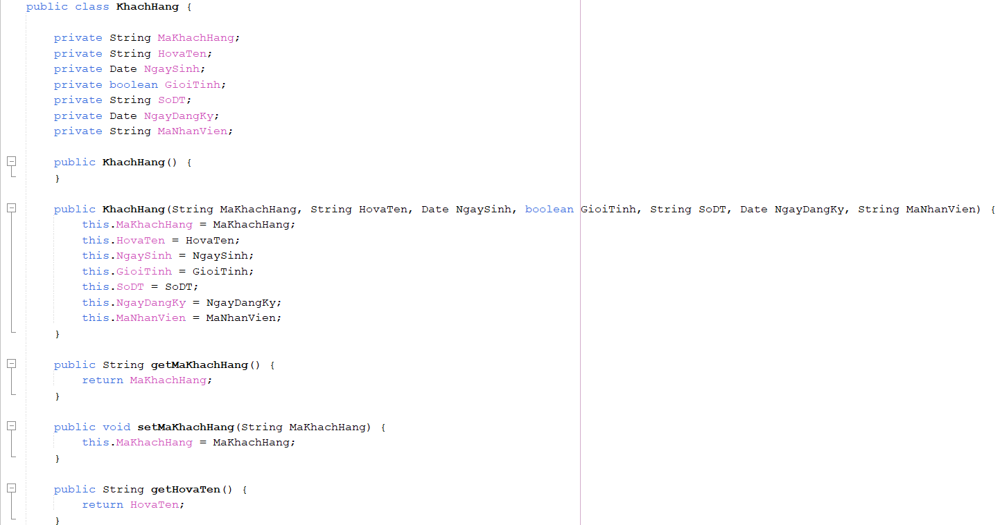 public class KhachHang {
private String MaKhachHang;
private String HovaTen;
private Date NgaySinh;
private boolean GioiTinh;
private String SoDT;
private Date NgayDangKy;
private String MaNhanVien;
public KhachHang() {
}
public KhachHang(String MaKhachHang, String HovaTen, Date NgaySinh, boolean GioiTinh, String SoDT, Date NgayDangKy, String MaNhanVien) {
this.MaKhachHang = MaKhachHang;
this.HovaTen = HovaTen;
this.NgaySinh = NgaySinh;
this.GioiTinh = GioiTinh;
this.SoDT = SoDT;
this.NgayDangKy = NgayDangKy;
this.MaNhanVien = MaNhanVien;
}
public String getMaKhachHang() {
return MaKhachHang;
}
public void setMaKhachHang(String MaKhachHang) {
this.MaKhachHang = MaKhachHang;
}
public String getHovaTen() {
return HovaTen;
}